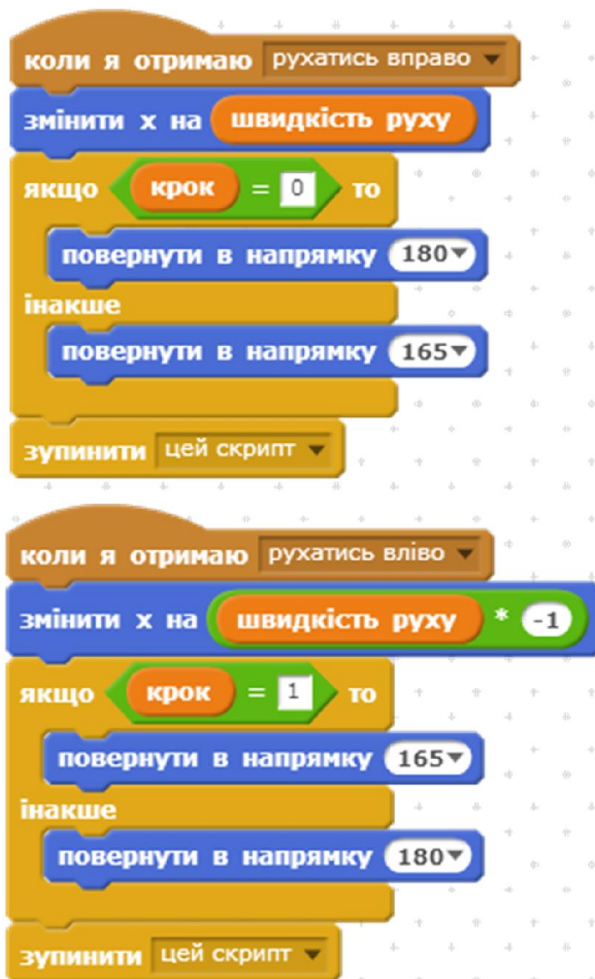 коли я отримаю рухатись вправо
змінити х на швидкість руху
якщо крок = 0 то
повернути в напрямку 180
інакше
повернути в напрямку 165
зупинити цей скрипт
коли я отримаю рухатись вліво
змінити х на швидкість руху * -1
якщо крок = 1 то
повернути в напрямку 165
інакше
повернути в напрямку 180
зупинити цей скрипт